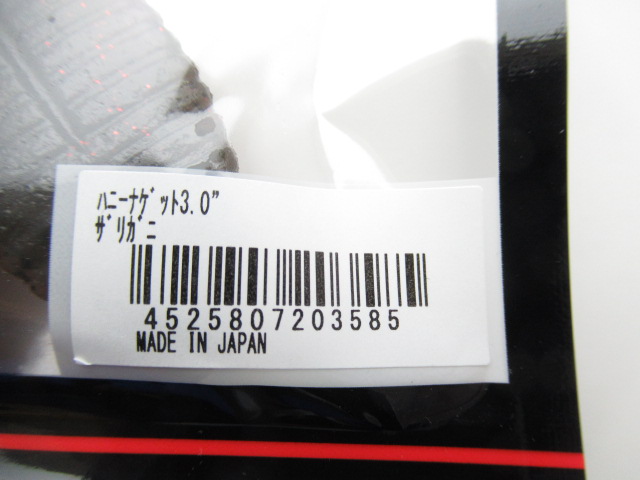 ﾊﾆｰﾅｹﾞｯﾄ3.0”
ｻﾞﾘｶﾞﾆ
4525807203585
MADE IN JAPAN